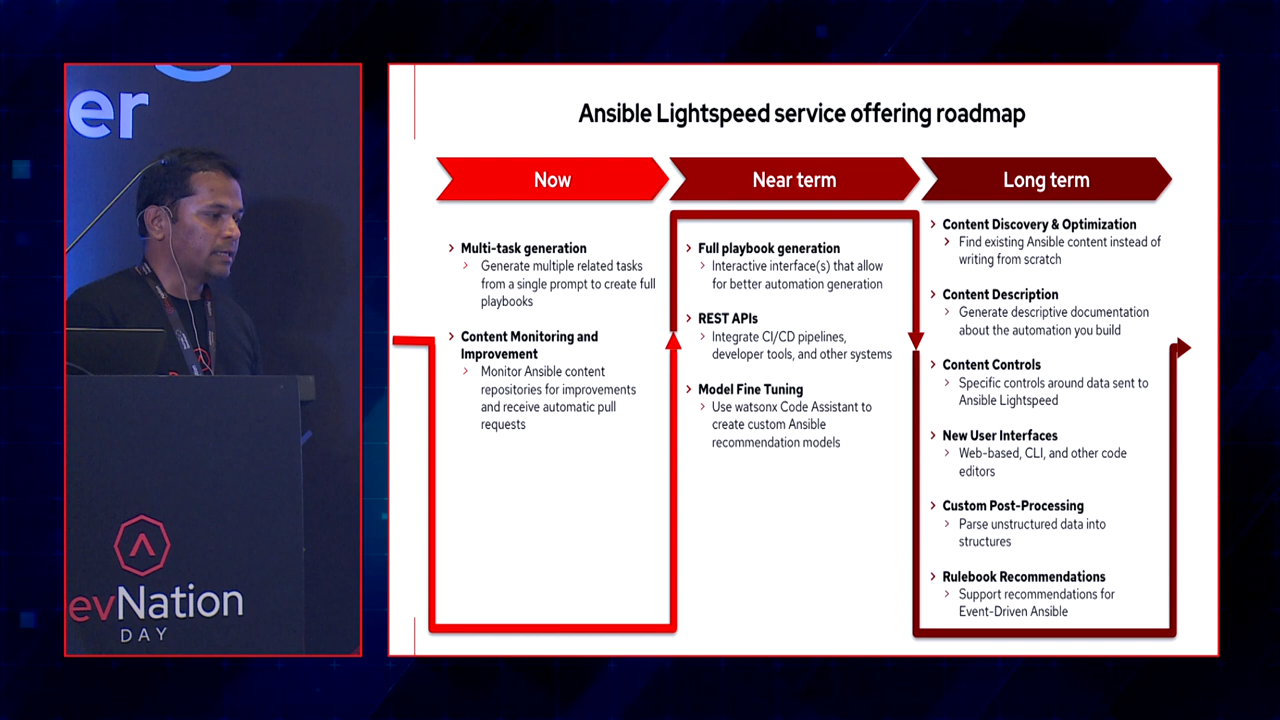 er
evNation
DAY
Ansible Lightspeed service offering roadmap
Now
Near term
Long term
Multi-task generation
Generate multiple related tasks
from a single prompt to create full
playbooks
Content Monitoring and
Improvement
Monitor Ansible content
repositories for improvements
and receive automatic pull
requests
Full playbook generation
Interactive interface(s) that allow
for better automation generation
REST APIs
Integrate CI/CD pipelines,
developer tools, and other systems
Model Fine Tuning
Use watsonx Code Assistant to
create custom Ansible
recommendation models
Content Discovery & Optimization
Find existing Ansible content instead of
writing from scratch
Content Description
Generate descriptive documentation
about the automation you build
Content Controls
Specific controls around data sent to
Ansible Lightspeed
New User Interfaces
Web-based, CLI, and other code
editors
Custom Post-Processing
Parse unstructured data into
structures
Rulebook Recommendations
Support recommendations for
Event-Driven Ansible